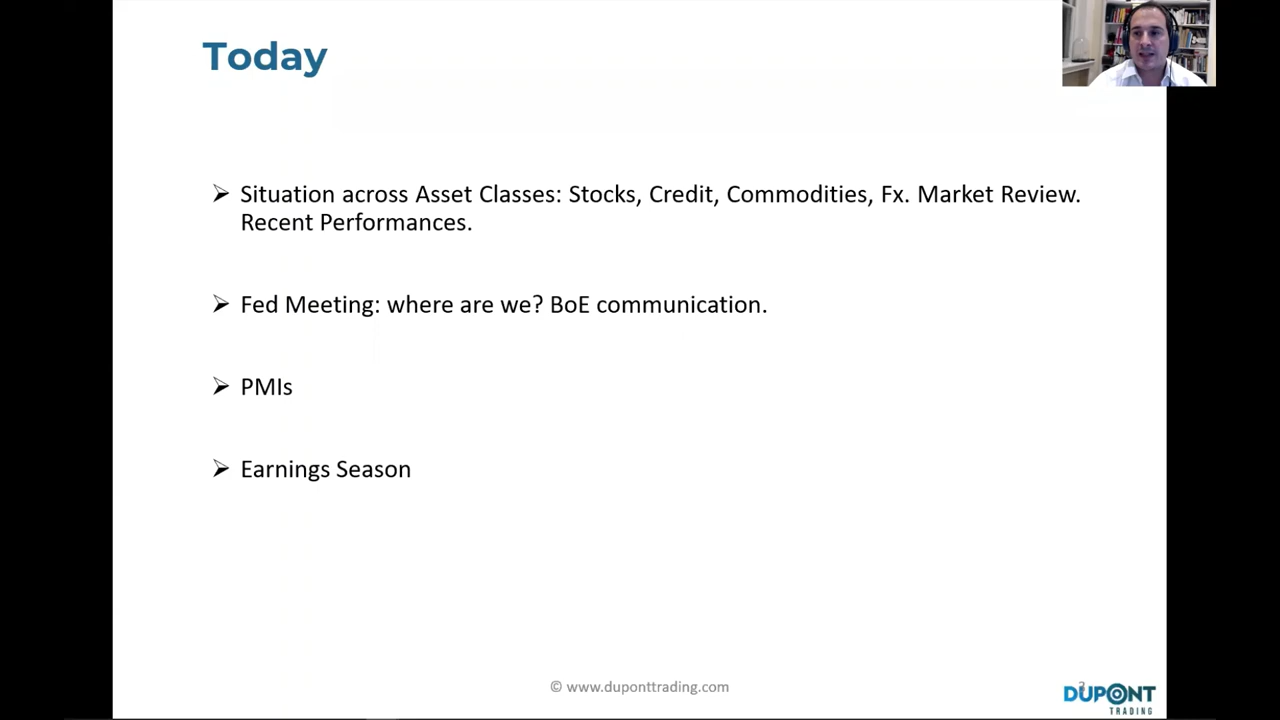 Today
➢ Situation across Asset Classes: Stocks, Credit, Commodities, Fx. Market Review.
Recent Performances.
➢ Fed Meeting: where are we? BoE communication.
➢ PMIs
➢ Earnings Season
© www.duponttrading.com
2
DUPONT
TRADING